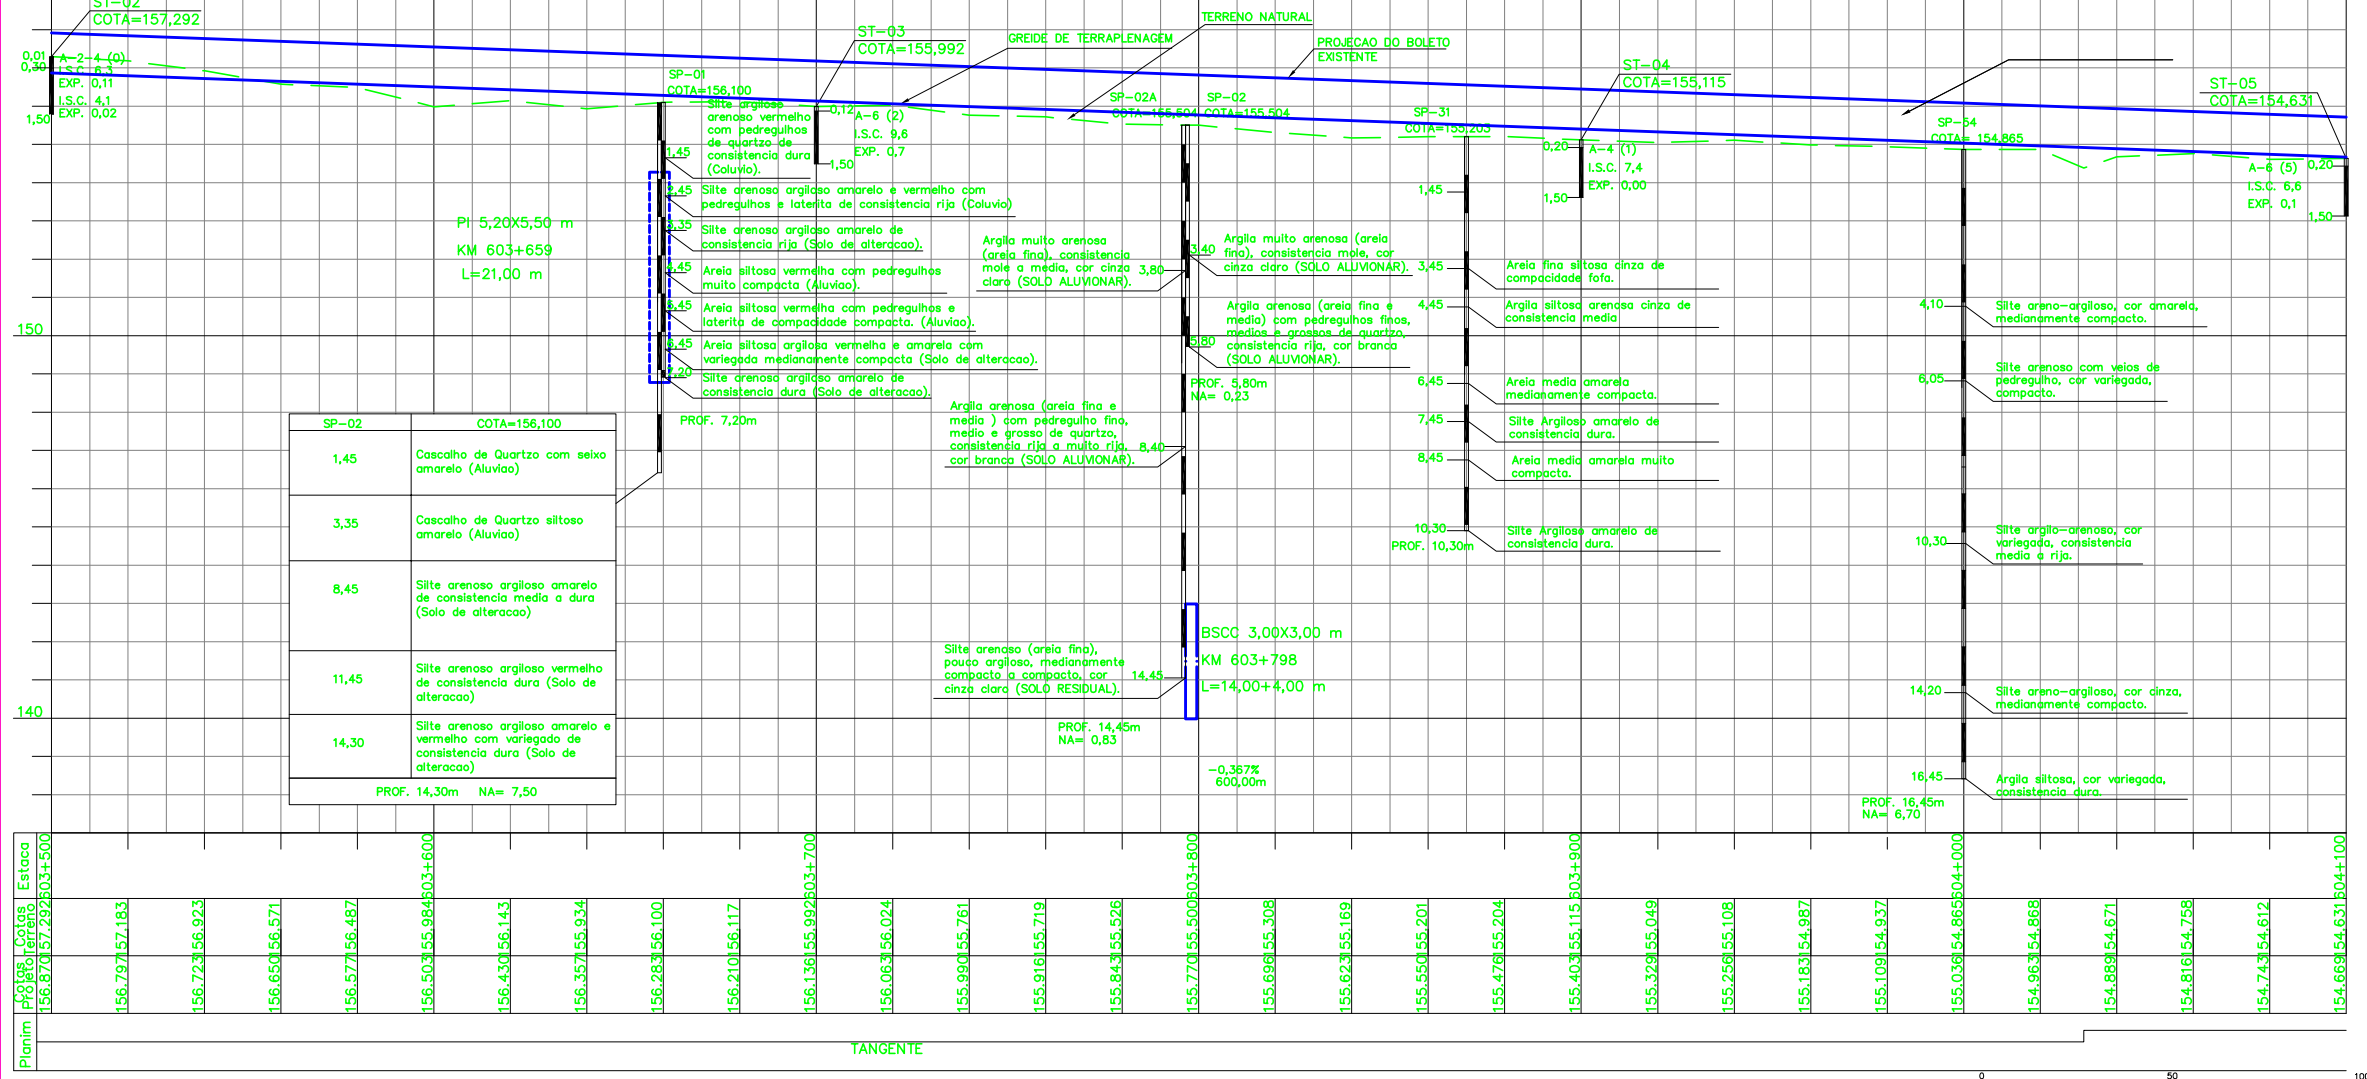 ST-02
COTA=157,292
0,01
0,30
1,50
A-2-4 (0)
I.S.C. 6,3
EXP. 0,11
I.S.C. 4,1
EXP. 0,02
SP-01
COTA=156,100
Silte argiloso
arenoso vermelho
com pedregulhos
de quartzo de
consistencia dura
(Coluvio).
1,45
2,45
Silte arenoso argiloso amarelo e vermelho com
pedregulhos e laterita de consistencia rija (Coluvio)
3,35
Silte arenoso argiloso amarelo de
consistencia rija (Solo de alteracao).
4,45
Areia siltosa vermelha com pedregulhos
muito compacta (Aluviao).
5,45
Areia siltosa vermelha com pedregulhos e
laterita de compacidade compacta. (Aluviao).
6,45
Areia siltosa argilosa vermelha e amarela com
variegada medianamente compacta (Solo de alteracao).
7,20
Silte arenoso argiloso amarelo de
consistencia dura (Solo de alteracao).
PROF. 7,20m
PI 5,20X5,50 m
KM 603+659
L=21,00 m
ST-03
COTA=155,992
0,12
A-6 (2)
I.S.C. 9,6
EXP. 0,7
1,50
GREIDE DE TERRAPLENAGEM
TERRENO NATURAL
PROJECAO DO BOLETO
EXISTENTE
SP-02A
COTA=155,504
SP-02
COTA=155,504
Argila muito arenosa
(areia fina), consistencia
mole a media, cor cinza
claro (SOLO ALUVIONAR).
3,80
Argila muito arenosa (areia
fina), consistencia mole, cor
cinza claro (SOLO ALUVIONAR).
3,40
Argila arenosa (areia fina e
media) com pedregulhos finos,
medios e grossos de quartzo,
consistencia rija, cor branca
(SOLO ALUVIONAR).
5,80
PROF. 5,80m
NA= 0,23
Argila arenosa (areia fina e
media ) com pedregulho fino,
medio e grosso de quartzo,
consistencia rija a muito rija,
cor branca (SOLO ALUVIONAR).
8,40
Silte arenoso (areia fina),
pouco argiloso, medianamente
compacto a compacto, cor
cinza claro (SOLO RESIDUAL).
14,45
PROF. 14,45m
NA= 0,83
BSCC 3,00X3,00 m
KM 603+798
L=14,00+4,00 m
-0,367%
600,00m
SP-31
COTA=155,203
1,45
3,45
Areia fina siltosa cinza de
compacidade fofa.
4,45
Argila siltosa arenosa cinza de
consistencia media
6,45
Areia media amarela
medianamente compacta.
7,45
Silte Argiloso amarelo de
consistencia dura.
8,45
Areia media amarela muito
compacta.
10,30
Silte Argiloso amarelo de
consistencia dura.
PROF. 10,30m
ST-04
COTA=155,115
0,20
A-4 (1)
I.S.C. 7,4
EXP. 0,00
1,50
SP-54
COTA= 154,865
4,10
Silte areno-argiloso, cor amarela,
medianamente compacto.
6,05
Silte arenoso com veios de
pedregulho, cor variegada,
compacto.
10,30
Silte argilo-arenoso, cor
variegada, consistencia
media a rija.
14,20
Silte areno-argiloso, cor cinza,
medianamente compacto.
16,45
Argila siltosa, cor variegada,
consistencia dura.
PROF. 16,45m
NA= 6,70
ST-05
COTA=154,631
A-6 (5)
0,20
I.S.C. 6,6
EXP. 0,1
1,50
150
140
SP-02 COTA=156,100
1,45 Cascalho de Quartzo com seixo
amarelo (Aluviao)
3,35 Cascalho de Quartzo siltoso
amarelo (Aluviao)
8,45 Silte arenoso argiloso amarelo
de consistencia media a dura
(Solo de alteracao)
11,45 Silte arenoso argiloso vermelho
de consistencia dura (Solo de
alteracao)
14,30 Silte arenoso argiloso amarelo e
vermelho com variegado de
consistencia dura (Solo de
alteracao)
PROF. 14,30m NA= 7,50
Estaca
603+500 603+600 603+700 603+800 603+900 604+000 604+100
Cotas
Terreno
157.292 157.183 156.923 156.571 156.487 155.984 156.143 155.934 156.100 156.117 155.992 156.024 155.761 155.719 155.526 155.500 155.308 155.169 155.201 155.204 155.115 155.049 155.108 154.987 154.937 154.865 154.868 154.671 154.758 154.612 154.631
Cotas
Projeto
156.870 156.797 156.723 156.650 156.577 156.503 156.430 156.357 156.283 156.210 156.136 156.063 155.990 155.916 155.843 155.770 155.696 155.623 155.550 155.476 155.403 155.329 155.256 155.183 155.109 155.036 154.963 154.889 154.816 154.743 154.669
Planim
TANGENTE
0 50 100